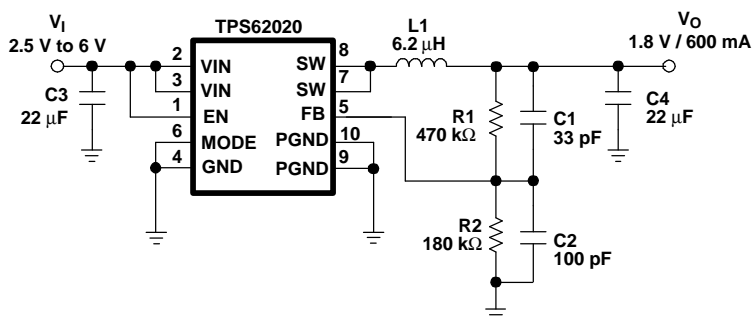 TPS62020
VI
2.5 V to 6 V
C3
22 µF
2 VIN
3 VIN
1 EN
6 MODE
4 GND
SW 8
SW 7
FB 5
PGND 10
PGND 9
L1
6.2 µH
R1
470 kΩ
C1
33 pF
R2
180 kΩ
C2
100 pF
C4
22 µF
VO
1.8 V / 600 mA